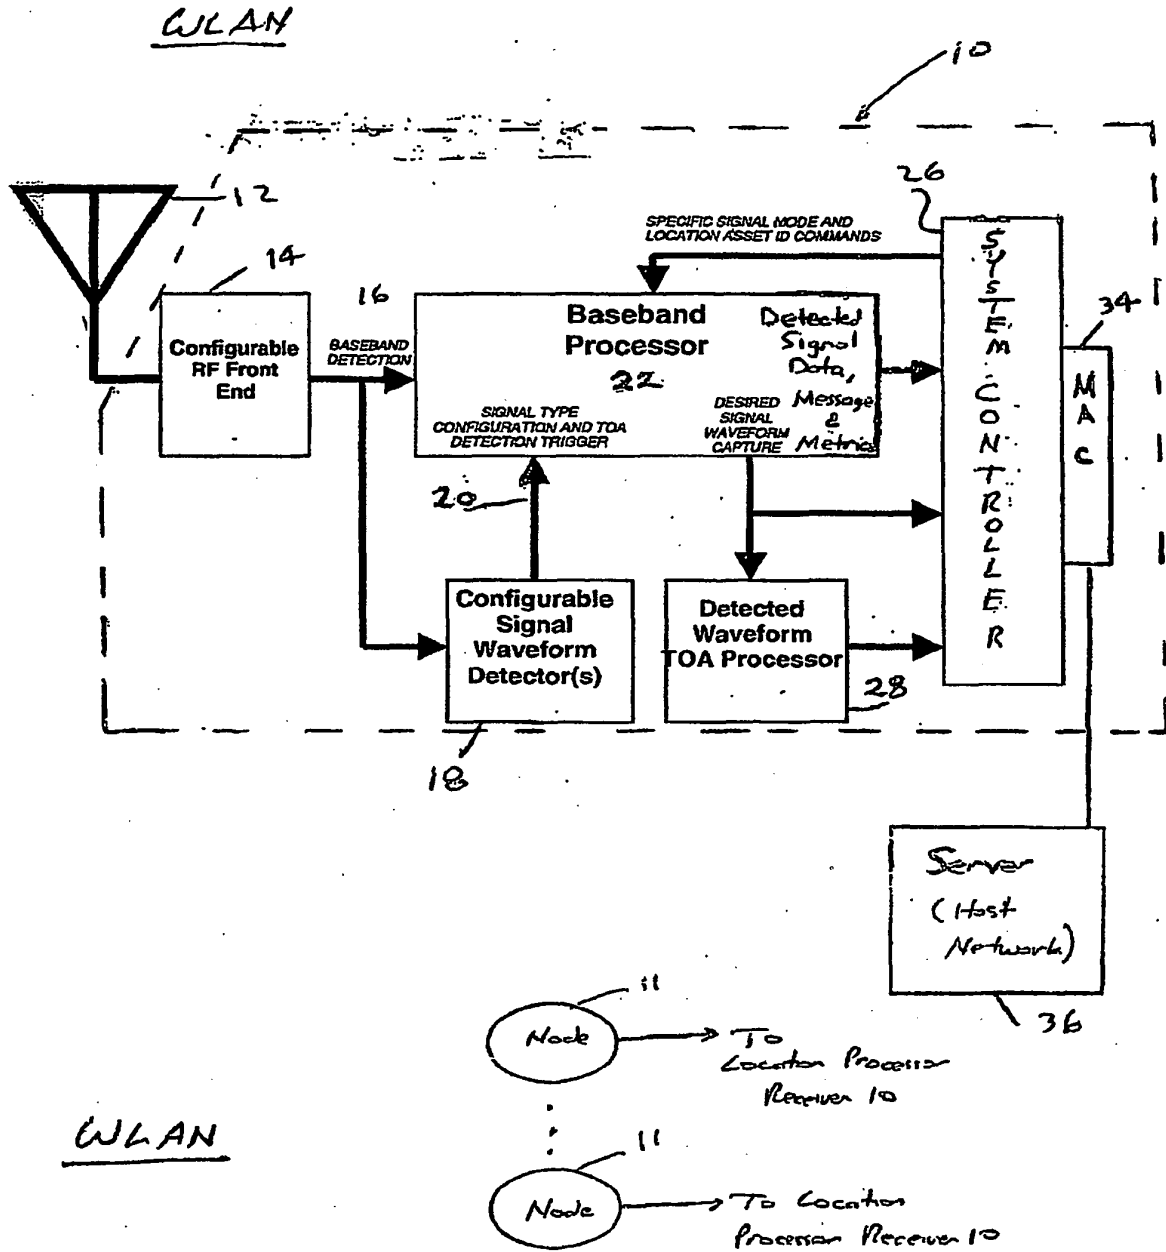 WLAN
10
12
26
SPECIFIC SIGNAL MODE AND
LOCATION ASSET ID COMMANDS
14
16
34
Configurable
RF Front
End
BASEBAND
DETECTION
Baseband
Processor
22
Detected
Signal
Data,
Message
&
Metrics
SIGNAL TYPE
CONFIGURATION AND TOA
DETECTION TRIGGER
DESIRED
SIGNAL
WAVEFORM
CAPTURE
SYSTEM CONTROLLER
MAC
20
Configurable
Signal
Waveform
Detector(s)
Detected
Waveform
TOA Processor
28
18
Server
(Host
Network)
36
11
Node
To
Location Processor
Receiver 10
WLAN
11
Node
To Location
Processor Receiver 10